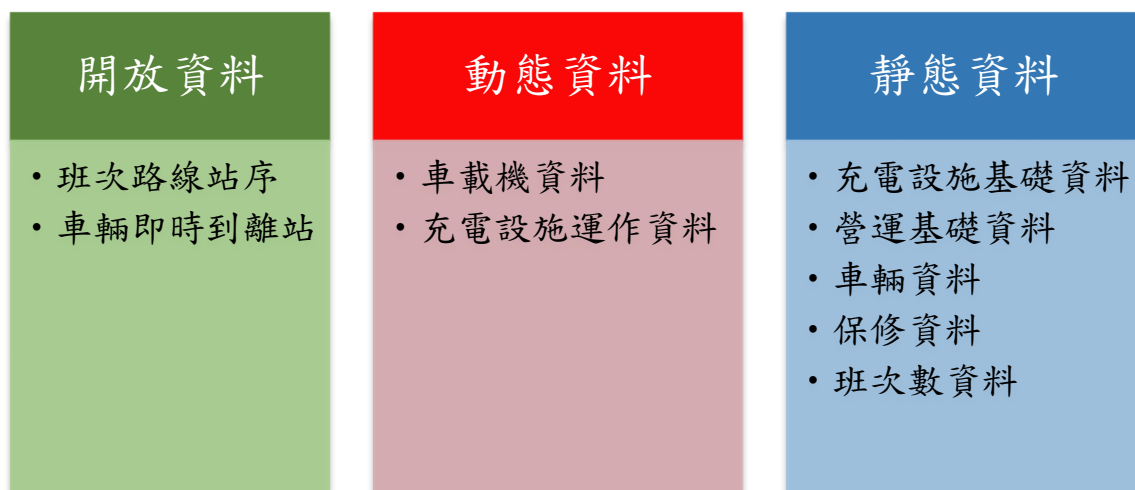 開放資料
・班次路線站序
・車輛即時到離站
動態資料
・車載機資料
・充電設施運作資料
靜態資料
・充電設施基礎資料
・營運基礎資料
・車輛資料
・保修資料
・班次數資料